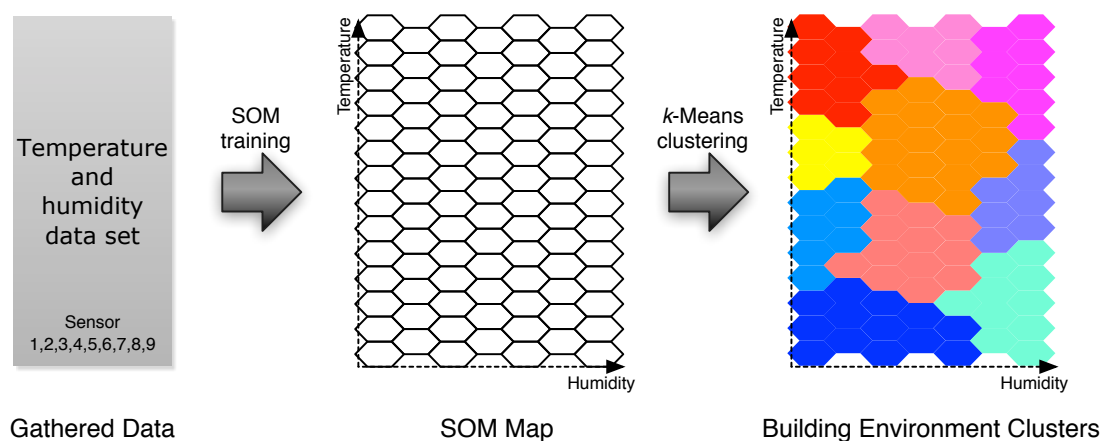 Temperature
and
humidity
data set
Sensor
1,2,3,4,5,6,7,8,9
Gathered Data
SOM
training
Temperature
Humidity
SOM Map
k-Means
clustering
Temperature
Humidity
Building Environment Clusters